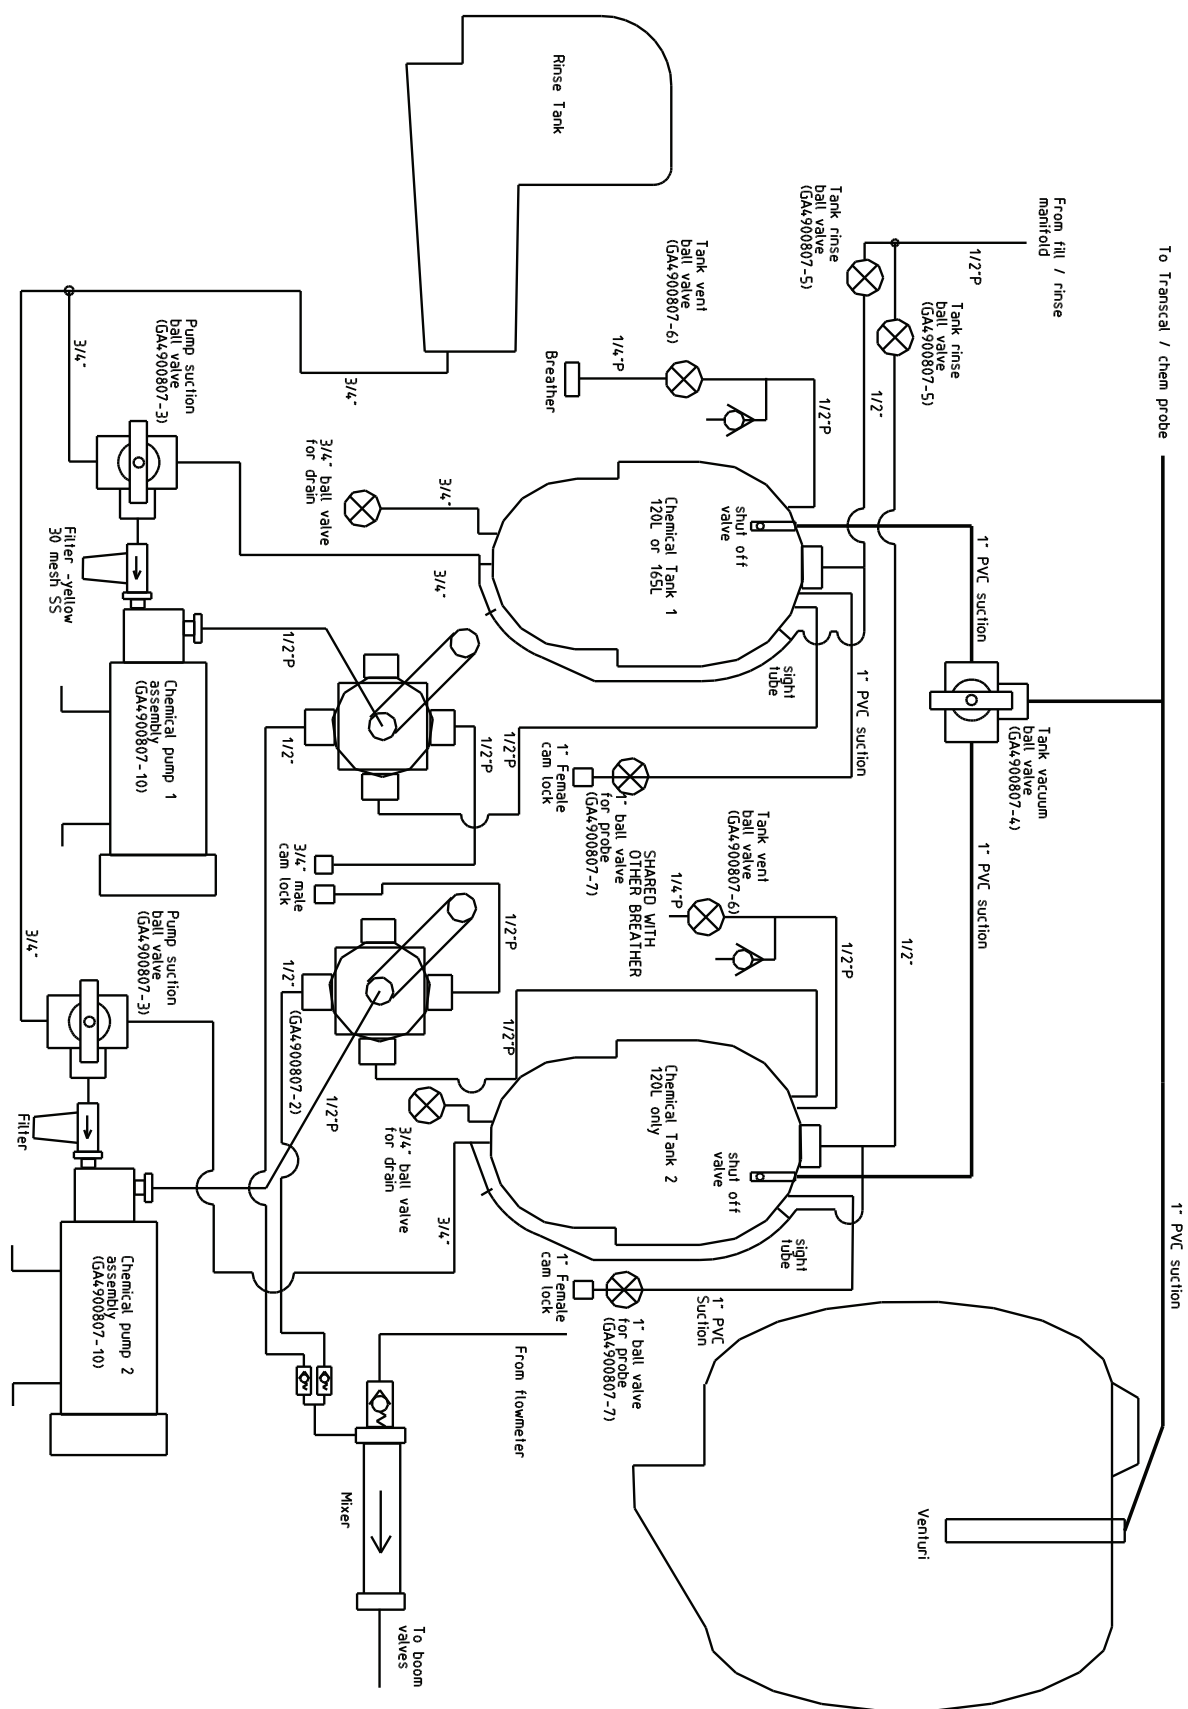 To Transcal / chem probe
1" PVC suction
From fill / rinse
manifold
1/2"P
Tank rinse
ball valve
(GA4900807-5)
Tank rinse
ball valve
(GA4900807-5)
1/2"
1/2"
1" PVC suction
Tank vacuum
ball valve
(GA4900807-4)
1" PVC suction
Tank vent
ball valve
(GA4900807-6)
1/4"P
Breather
1/2"P
shut off
valve
Chemical Tank 1
120L or 165L
sight
tube
1" PVC suction
1" ball valve
for probe
(GA4900807-7)
1" Female
cam lock
Tank vent
ball valve
(GA4900807-6)
1/4"P
SHARED WITH
OTHER BREATHER
1/2"P
shut off
valve
Chemical Tank 2
120L only
sight
tube
1" PVC
Suction
1" ball valve
for probe
(GA4900807-7)
1" Female
cam lock
Venturi
Rinse Tank
3/4"
3/4"
3/4" ball valve
for drain
3/4"
1/2"P
1/2"P
1/2"P
1/2"
3/4" male
cam lock
1/2"P
1/2"P
1/2"
(GA4900807-2)
1/2"P
3/4" ball valve
for drain
3/4"
From flowmeter
Mixer
To boom
valves
3/4"
Pump suction
ball valve
(GA4900807-3)
Filter -yellow
30 mesh SS
Chemical pump 1
assembly
(GA4900807-10)
3/4"
Pump suction
ball valve
(GA4900807-3)
Filter
Chemical pump 2
assembly
(GA4900807-10)